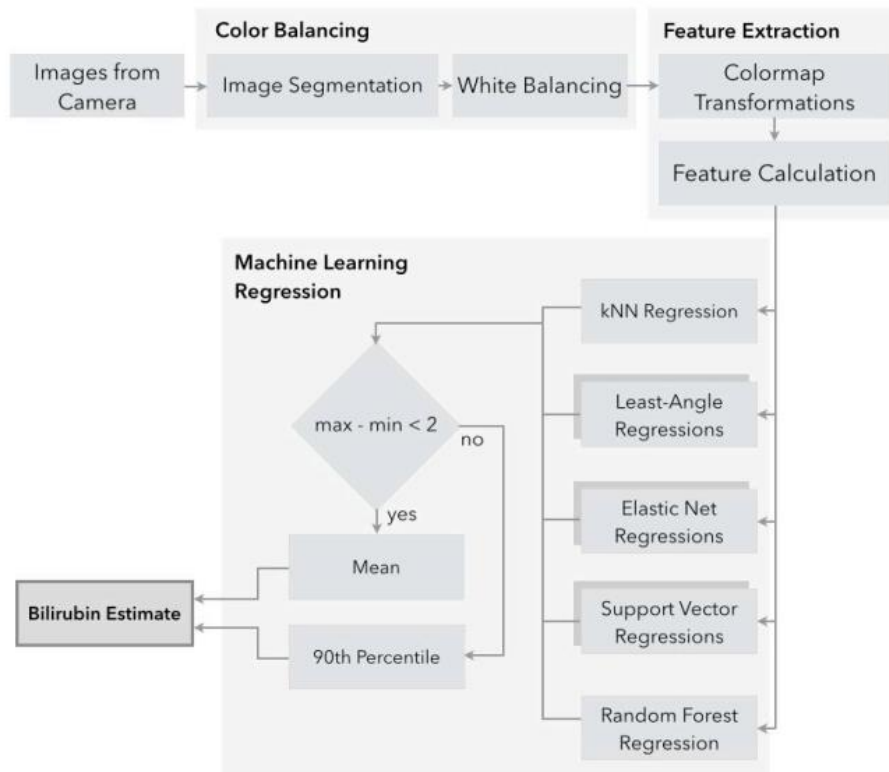 Color Balancing
Feature Extraction
Images from
Camera
Image Segmentation
White Balancing
Colormap
Transformations
Feature Calculation
Machine Learning
Regression
kNN Regression
max - min < 2
no
yes
Least-Angle
Regressions
Elastic Net
Regressions
Mean
Bilirubin Estimate
Support Vector
Regressions
90th Percentile
Random Forest
Regression